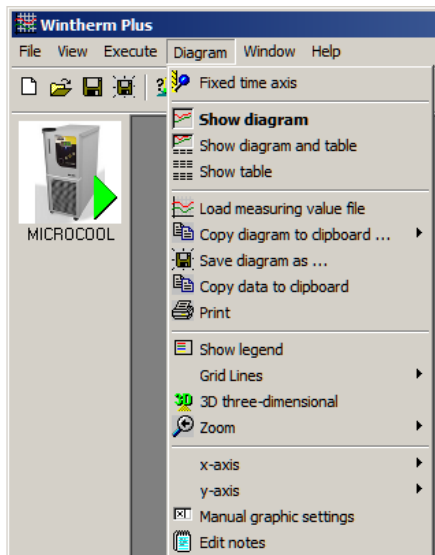 Wintherm Plus
File View Execute Diagram Window Help
Fixed time axis
Show diagram
Show diagram and table
Show table
Load measuring value file
Copy diagram to clipboard ...
Save diagram as ...
Copy data to clipboard
Print
Show legend
Grid Lines
3D three-dimensional
Zoom
x-axis
y-axis
Manual graphic settings
Edit notes
MICROCOOL